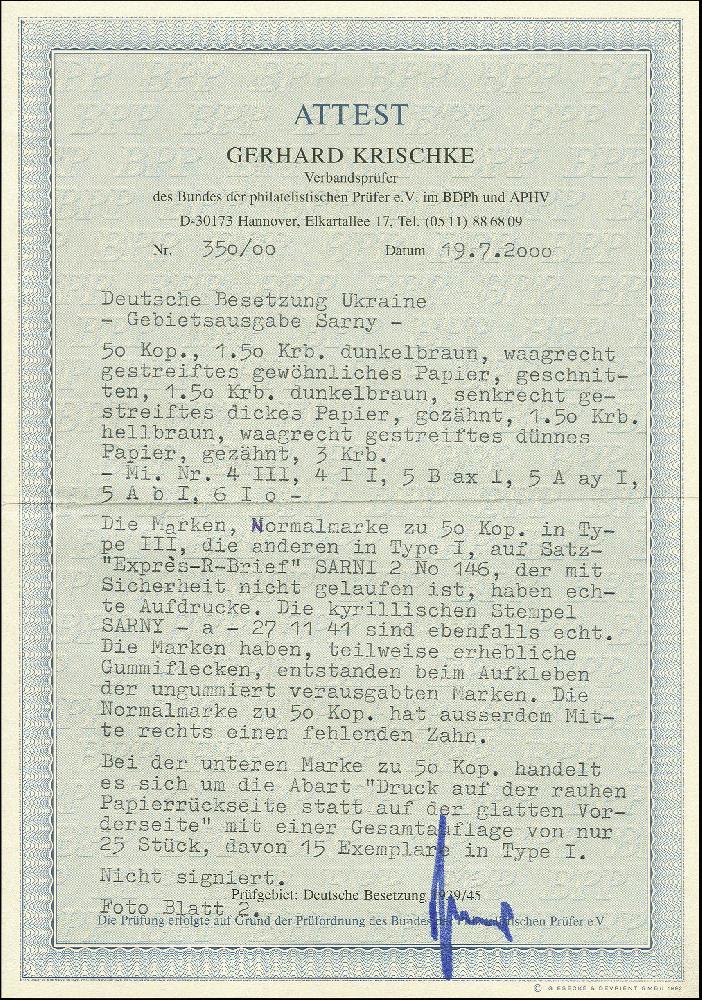 ATTEST
GERHARD KRISCHKE
Verbandsprüfer
des Bundes der philatelistischen Prüfer e.V. im BDPh und APHV
D-30173 Hannover, Elkartallee 17, Tel. (05 11) 88 68 09
Nr. 350/00 Datum 19.7.2000
Deutsche Besetzung Ukraine
- Gebietsausgabe Sarny -
50 Kop., 1.50 Krb. dunkelbraun, waagrecht
gestreiftes gewöhnliches Papier, geschnit-
ten, 1.50 Krb. dunkelbraun, senkrecht ge-
streiftes dickes Papier, gezähnt, 1.50 Krb.
hellbraun, waagrecht gestreiftes dünnes
Papier, gezähnt, 3 Krb.
- Mi. Nr. 4 III, 4 I I, 5 B ax I, 5 A ay I,
5 A b I, 6 I o -
Die Marken, Normalmarke zu 50 Kop. in Ty-
pe III, die anderen in Type I, auf Satz-
"Exprès-R-Brief" SARNI 2 No 146, der mit
Sicherheit nicht gelaufen ist, haben ech-
te Aufdrucke. Die kyrillischen Stempel
SARNY - a - 27 11 41 sind ebenfalls echt.
Die Marken haben, teilweise erhebliche
Gummiflecken, entstanden beim Aufkleben
der ungummiert verausgabten Marken. Die
Normalmarke zu 50 Kop. hat ausserdem Mit-
te rechts einen fehlenden Zahn.
Bei der unteren Marke zu 50 Kop. handelt
es sich um die Abart "Druck auf der rauhen
Papierrückseite statt auf der glatten Vor-
derseite" mit einer Gesamtauflage von nur
25 Stück, davon 15 Exemplare in Type I.
Nicht signiert.
Prüfgebiet: Deutsche Besetzung 1939/45
Foto Blatt 2.
Die Prüfung erfolgte auf Grund der Prüfordnung des Bundes der Philatelistischen Prüfer e.V.
© GIESECKE & DEVRIENT GMBH 1992